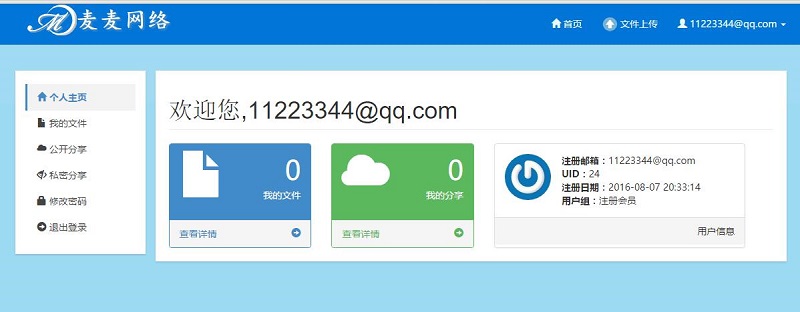 麦麦网络
首页 文件上传 11223344@qq.com
个人主页
我的文件
公开分享
私密分享
修改密码
退出登录
欢迎您,11223344@qq.com
0
我的文件
查看详情
0
我的分享
查看详情
注册邮箱：11223344@qq.com
UID：24
注册日期：2016-08-07 20:33:14
用户组：注册会员
用户信息